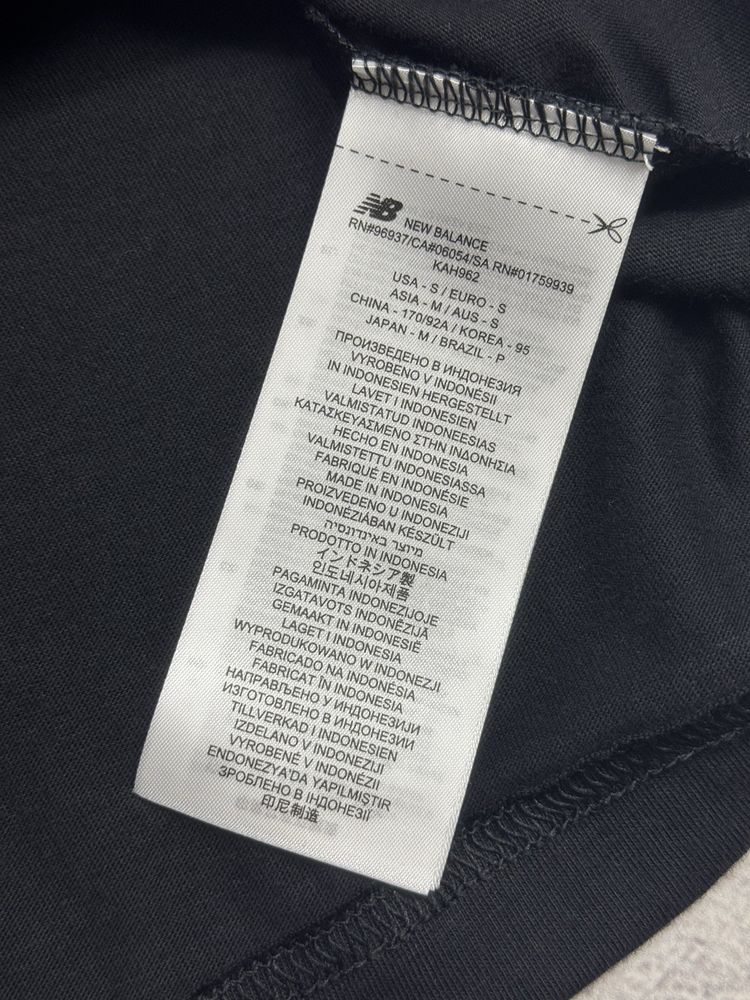 NB NEW BALANCE
RN#96937/CA#06054/SA RN#01759939
KAH962
USA - S / EURO - S
ASIA - M / AUS - S
CHINA - 170/92A / KOREA - 95
JAPAN - M / BRAZIL - P
ПРОИЗВЕДЕНО В ИНДОНЕЗИЯ
VYROBENO V INDONÉSII
IN INDONESIEN HERGESTELLT
LAVET I INDONESIEN
VALMISTATUD INDONEESIAS
ΚΑΤΑΣΚΕΥΑΣΜΕΝΟ ΣΤΗΝ ΙΝΔΟΝΗΣΙΑ
HECHO EN INDONESIA
VALMISTETTU INDONESIASSA
FABRIQUÉ EN INDONÉSIE
MADE IN INDONESIA
PROIZVEDENO U INDONEZIJI
INDONÉZIÁBAN KÉSZÜLT
מיוצר באינדונסיה
PRODOTTO IN INDONESIA
インドネシア製
인도네시아제품
PAGAMINTA INDONEZIJOJE
IZGATAVOTS INDONĒZIJĀ
GEMAAKT IN INDONESIË
LAGET I INDONESIA
WYPRODUKOWANO W INDONEZJI
FABRICADO NA INDONÉSIA
FABRICAT ÎN INDONESIA
НАПРАВЉЕНО У ИНДОНЕЗИЈИ
ИЗГОТОВЛЕНО В ИНДОНЕЗИИ
TILLVERKAD I INDONESIEN
IZDELANO V INDONEZIJI
VYROBENÉ V INDONÉZII
ENDONEZYA'DA YAPILMIŞTIR
ЗРОБЛЕНО В ІНДОНЕЗІЇ
印尼制造